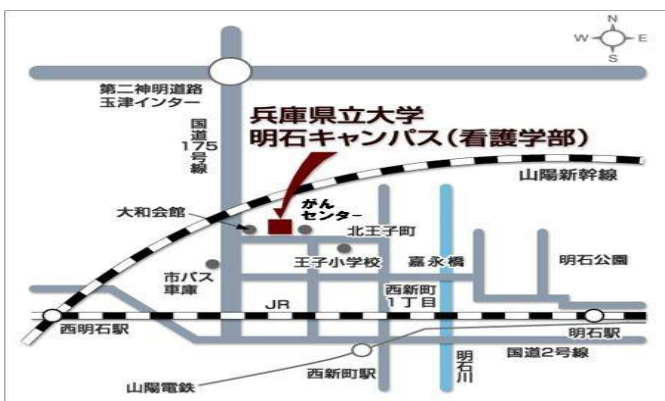 N
W E
S
第二神明道路
玉津インター
国道
175
号線
兵庫県立大学
明石キャンパス(看護学部)
山陽新幹線
大和会館
がん
センター
北王子町
王子小学校
嘉永橋
明石公園
市バス
車庫
西新町
1丁目
JR
西明石駅
明石駅
国道2号線
明石川
西新町駅
山陽電鉄